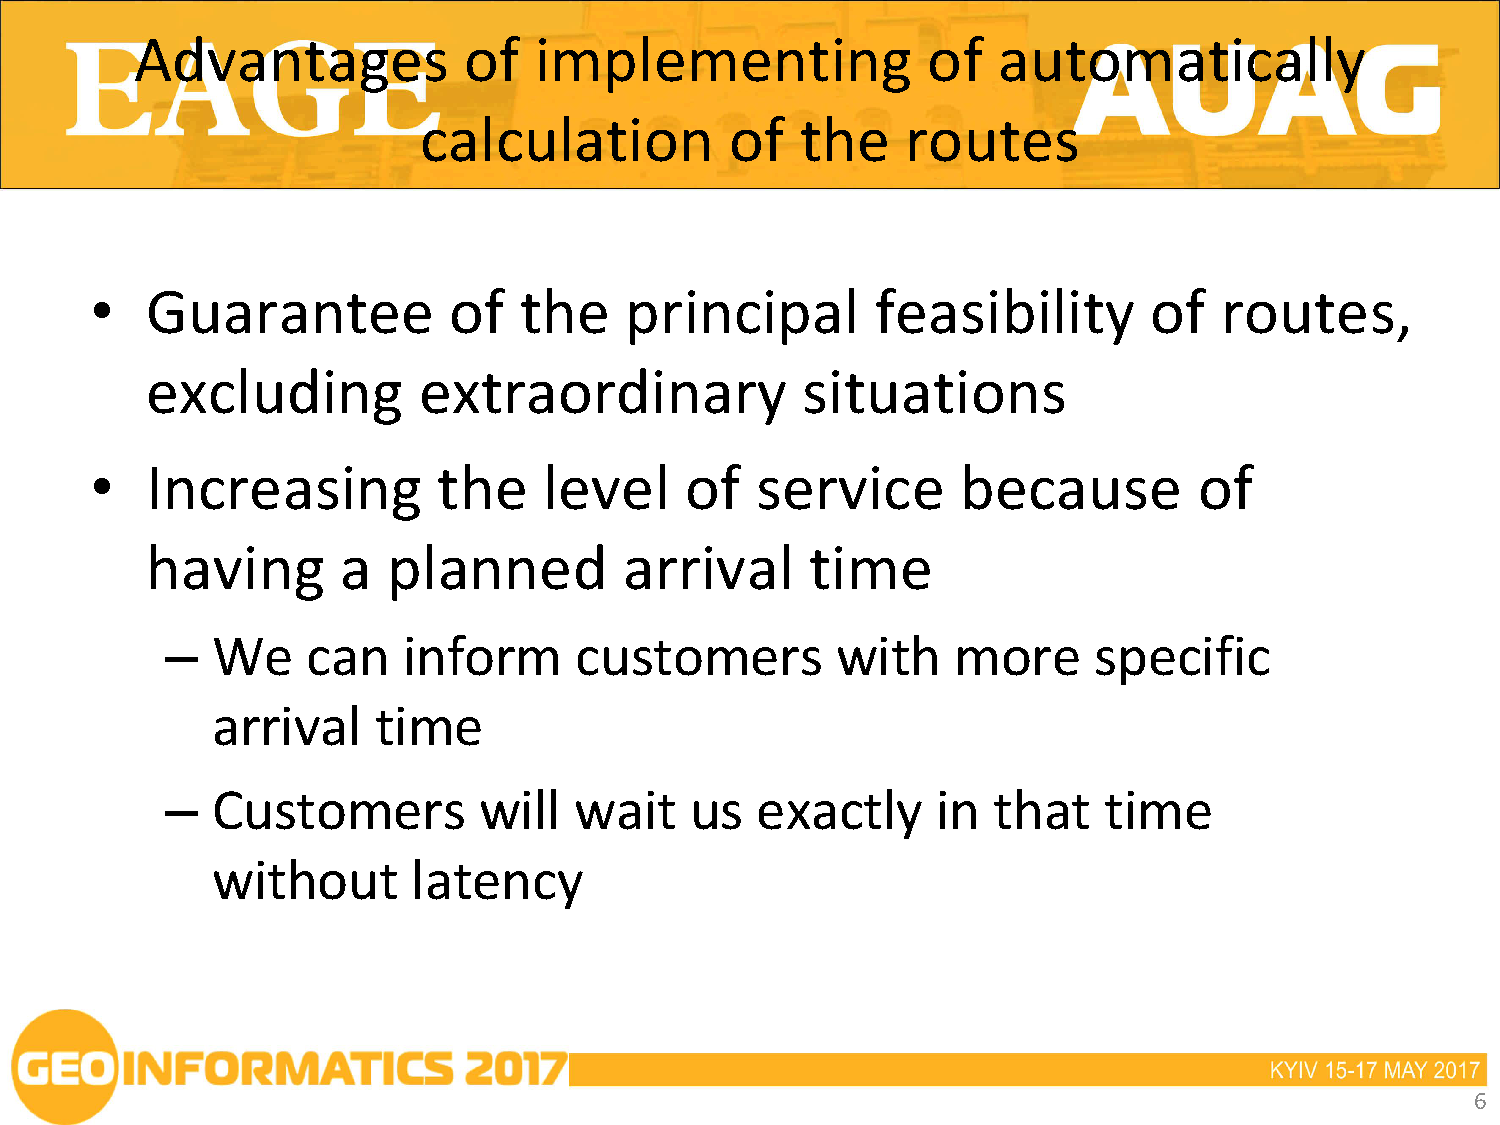 EAGE AUAG
Advantages of implementing of automatically
calculation of the routes
• Guarantee of the principal feasibility of routes,
excluding extraordinary situations
• Increasing the level of service because of
having a planned arrival time
– We can inform customers with more specific
arrival time
– Customers will wait us exactly in that time
without latency
GEOINFORMATICS 2017
KYIV 15-17 MAY 2017
6